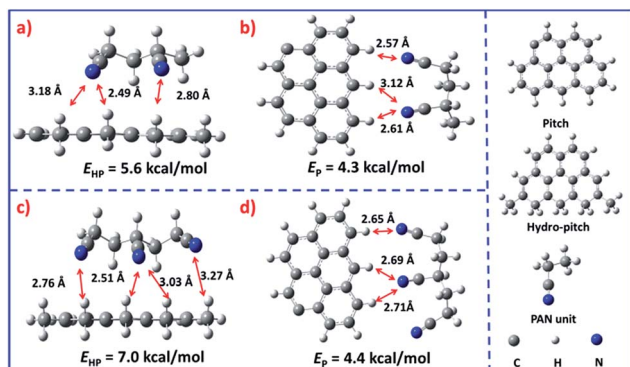 a)
3.18 Å
2.49 Å
2.80 Å
E_HP = 5.6 kcal/mol
b)
2.57 Å
3.12 Å
2.61 Å
E_P = 4.3 kcal/mol
c)
2.76 Å
2.51 Å
3.03 Å
3.27 Å
E_HP = 7.0 kcal/mol
d)
2.65 Å
2.69 Å
2.71Å
E_P = 4.4 kcal/mol
Pitch
Hydro-pitch
PAN unit
C H N